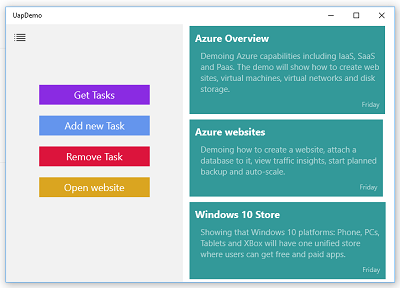 UapDemo
Get Tasks
Add new Task
Remove Task
Open website
Azure Overview
Demoing Azure capabilities including IaaS, SaaS
and Paas. The demo will show how to create web
sites, virtual machines, virtual networks and disk
storage.
Friday
Azure websites
Demoing how to create a website, attach a
database to it, view traffic insights, start planned
backup and auto-scale.
Friday
Windows 10 Store
Showing that Windows 10 platforms: Phone, PCs,
Tablets and XBox will have one unified store
where users can get free and paid apps.
Friday